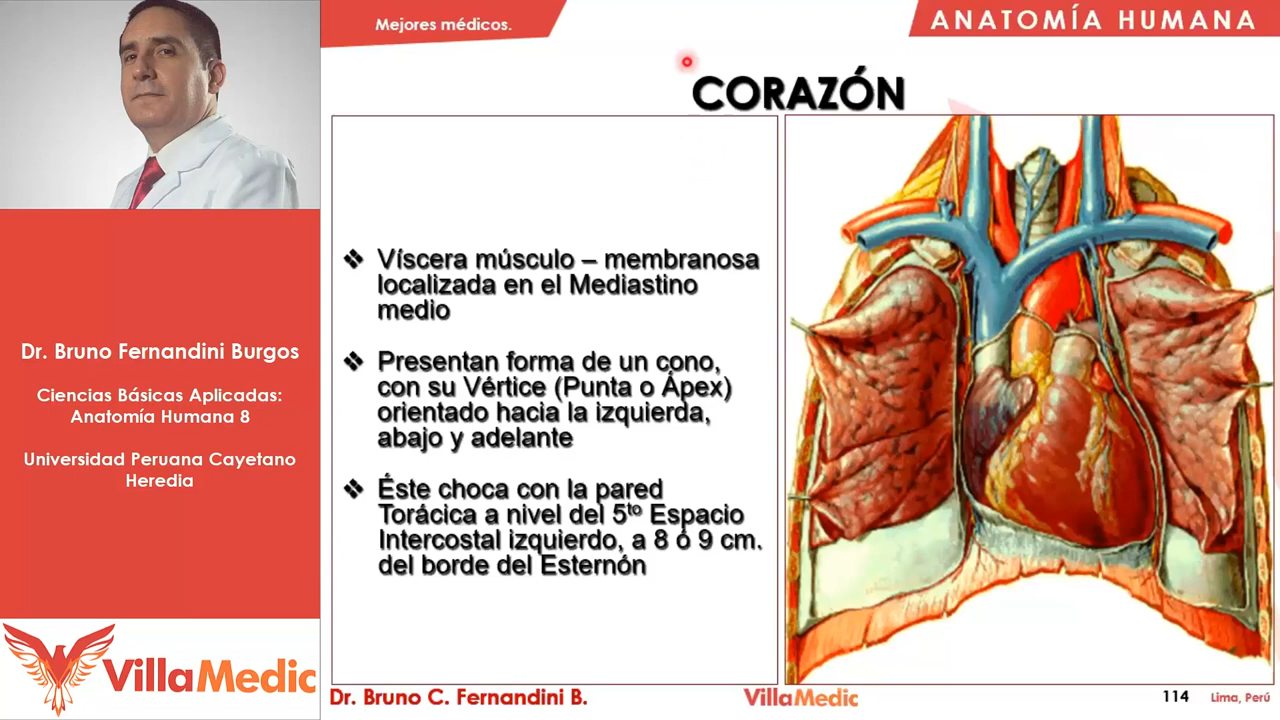 Mejores médicos.
ANATOMÍA HUMANA
CORAZÓN
❖ Víscera músculo – membranosa
localizada en el Mediastino
medio
❖ Presentan forma de un cono,
con su Vértice (Punta o Ápex)
orientado hacia la izquierda,
abajo y adelante
❖ Éste choca con la pared
Torácica a nivel del 5to Espacio
Intercostal izquierdo, a 8 ó 9 cm.
del borde del Esternón
Dr. Bruno Fernandini Burgos
Ciencias Básicas Aplicadas:
Anatomía Humana 8
Universidad Peruana Cayetano
Heredia
VillaMedic
Dr. Bruno C. Fernandini B.
VillaMedic
114
Lima, Perú